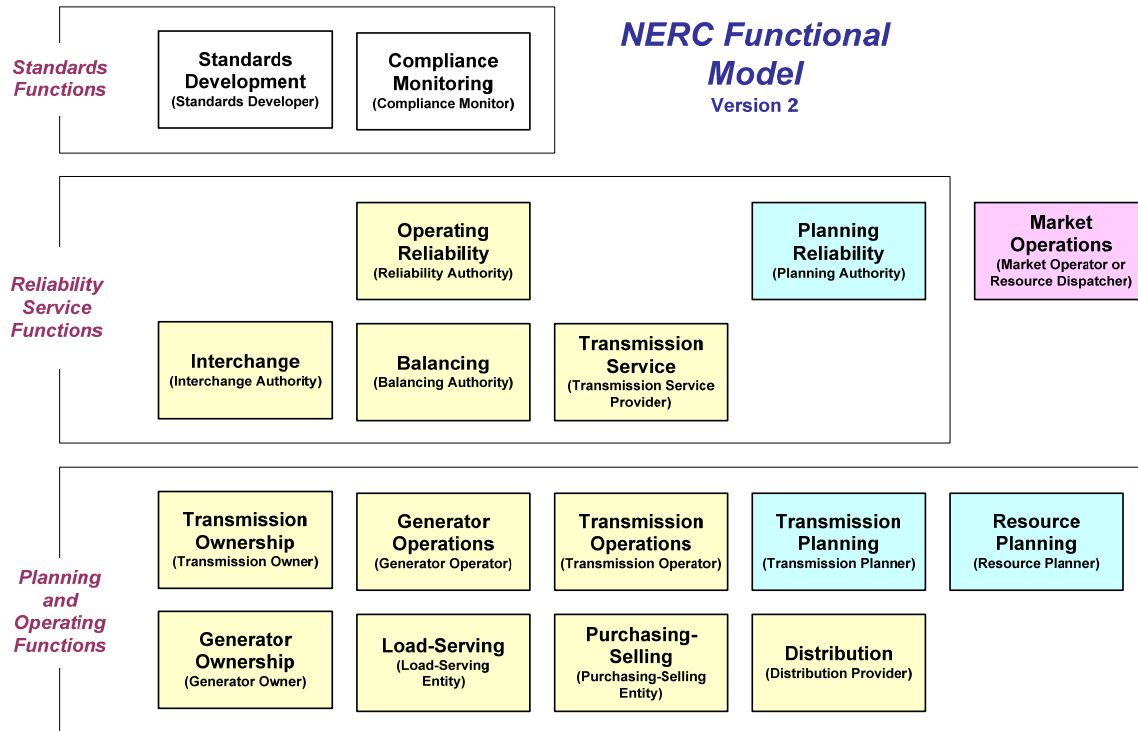 NERC Functional
Model
Version 2
Standards
Functions
Standards
Development
(Standards Developer)
Compliance
Monitoring
(Compliance Monitor)
Reliability
Service
Functions
Operating
Reliability
(Reliability Authority)
Planning
Reliability
(Planning Authority)
Market
Operations
(Market Operator or
Resource Dispatcher)
Interchange
(Interchange Authority)
Balancing
(Balancing Authority)
Transmission
Service
(Transmission Service
Provider)
Planning
and
Operating
Functions
Transmission
Ownership
(Transmission Owner)
Generator
Operations
(Generator Operator)
Transmission
Operations
(Transmission Operator)
Transmission
Planning
(Transmission Planner)
Resource
Planning
(Resource Planner)
Generator
Ownership
(Generator Owner)
Load-Serving
(Load-Serving
Entity)
Purchasing-
Selling
(Purchasing-Selling
Entity)
Distribution
(Distribution Provider)